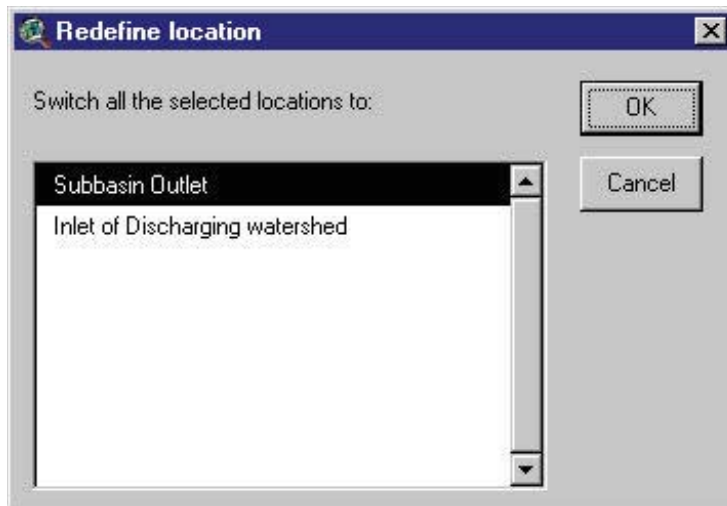 Redefine location
Switch all the selected locations to:
OK
Subbasin Outlet
Cancel
Inlet of Discharging watershed